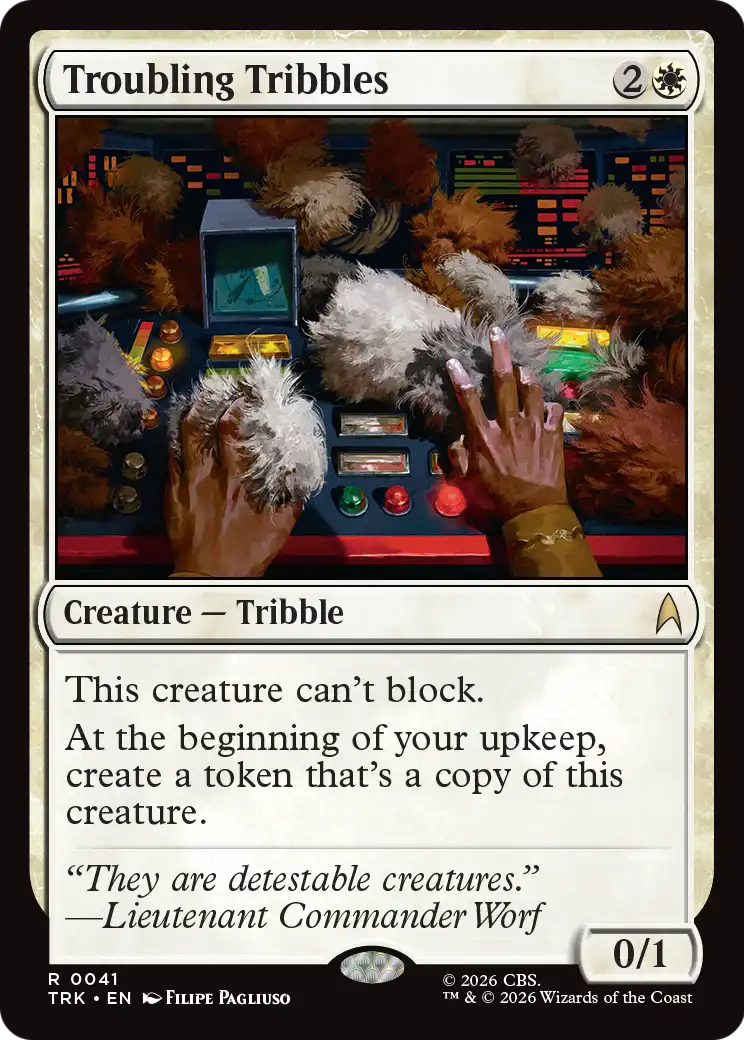 Troubling Tribbles 2
Creature — Tribble
This creature can't block.
At the beginning of your upkeep,
create a token that's a copy of this
creature.
“They are detestable creatures.”
—Lieutenant Commander Worf
0/1
R 0041
TRK • EN Filipe Pagliuso
© 2026 CBS.
™ & © 2026 Wizards of the Coast